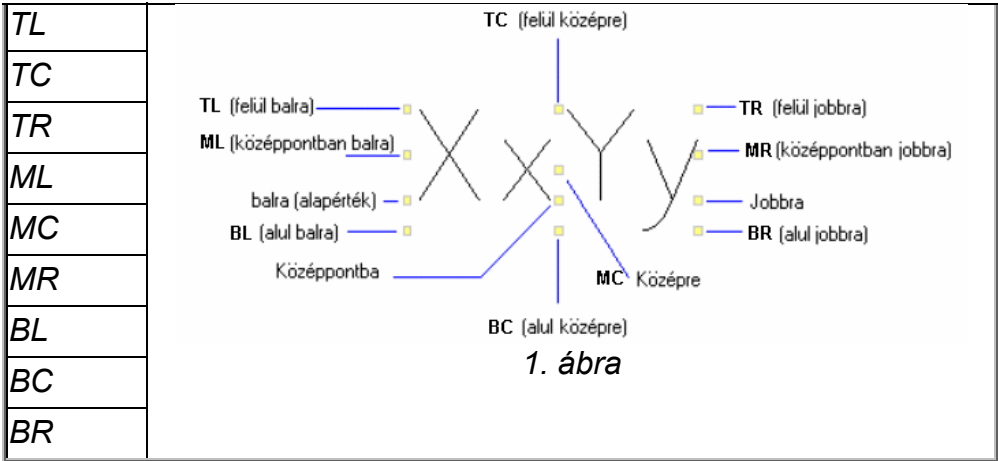 TL
TC
TR
ML
MC
MR
BL
BC
BR
TC (felül középre)
TL (felül balra)
TR (felül jobbra)
ML (középpontban balra)
MR (középpontban jobbra)
balra (alapérték)
Jobbra
BL (alul balra)
BR (alul jobbra)
Középpontba
MC Középre
BC (alul középre)
X x Y y
1. ábra